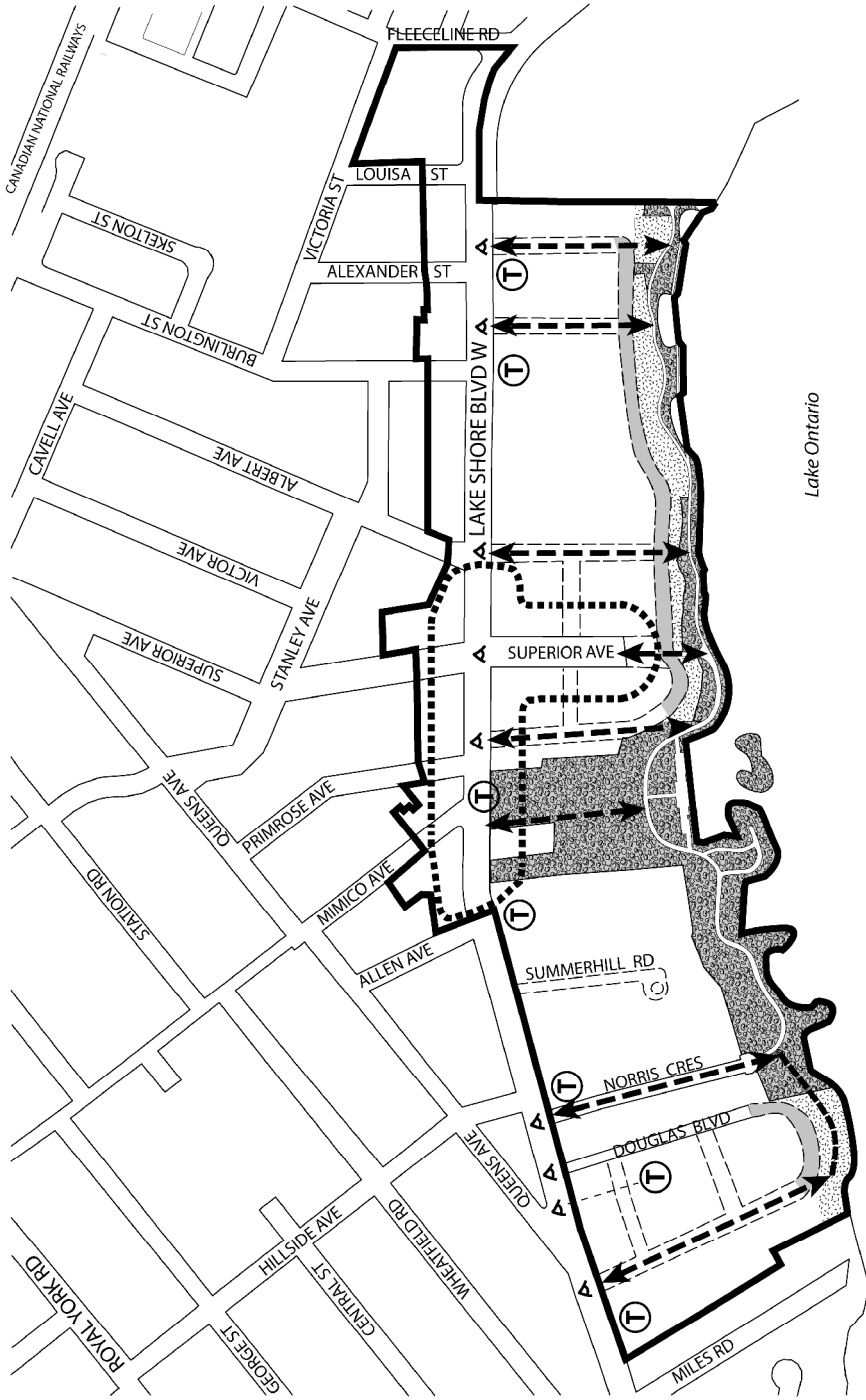 CANADIAN NATIONAL RAILWAYS
FLEECELINE RD
LOUISA ST
VICTORIA ST
SKELTON ST
ALEXANDER ST
BURLINGTON ST
CAVELL AVE
ALBERT AVE
VICTOR AVE
SUPERIOR AVE
STANLEY AVE
LAKE SHORE BLVD W
T
T
Lake Ontario
SUPERIOR AVE
QUEENS AVE
PRIMROSE AVE
STATION RD
MIMICO AVE
T
ALLEN AVE
T
SUMMERHILL RD
NORRIS CRES
T
DOUGLAS BLVD
T
QUEENS AVE
HILLSIDE AVE
WHEATFIELD RD
ROYAL YORK RD
CENTRAL ST
GEORGE ST
T
MILES RD